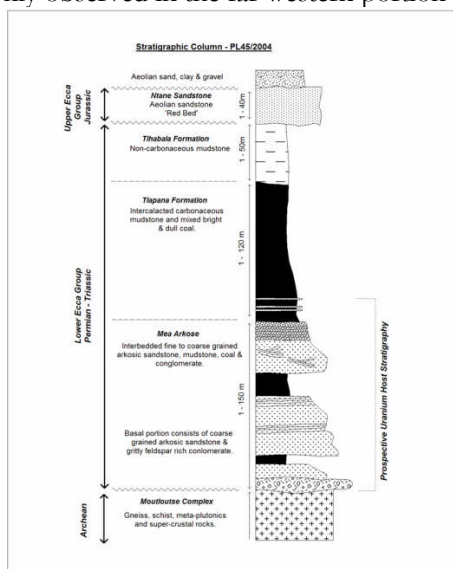 Stratigraphic Column - PL45/2004
Aeolian sand, clay & gravel
Upper Ecca
Group
Jurassic
Ntane Sandstone
Aeolian sandstone
'Red Bed'
1 - 40m
Tlhabala Formation
Non-carbonaceous mudstone
1 - 50m
Tlapana Formation
Intercalacted carbonaceous
mudstone and mixed bright
& dull coal.
1 - 120 m
Lower Ecca Group
Permian - Triassic
Mea Arkose
Interbedded fine to coarse grained
arkosic sandstone, mudstone, coal &
conglomerate.
1 - 150 m
Basal portion consists of coarse
grained arkosic sandstone &
gritty feldspar rich conlomerate.
Prospective Uranium Host Stratigraphy
Archean
Moutloutse Complex
Gneiss, schist, meta-plutonics
and super-crustal rocks.